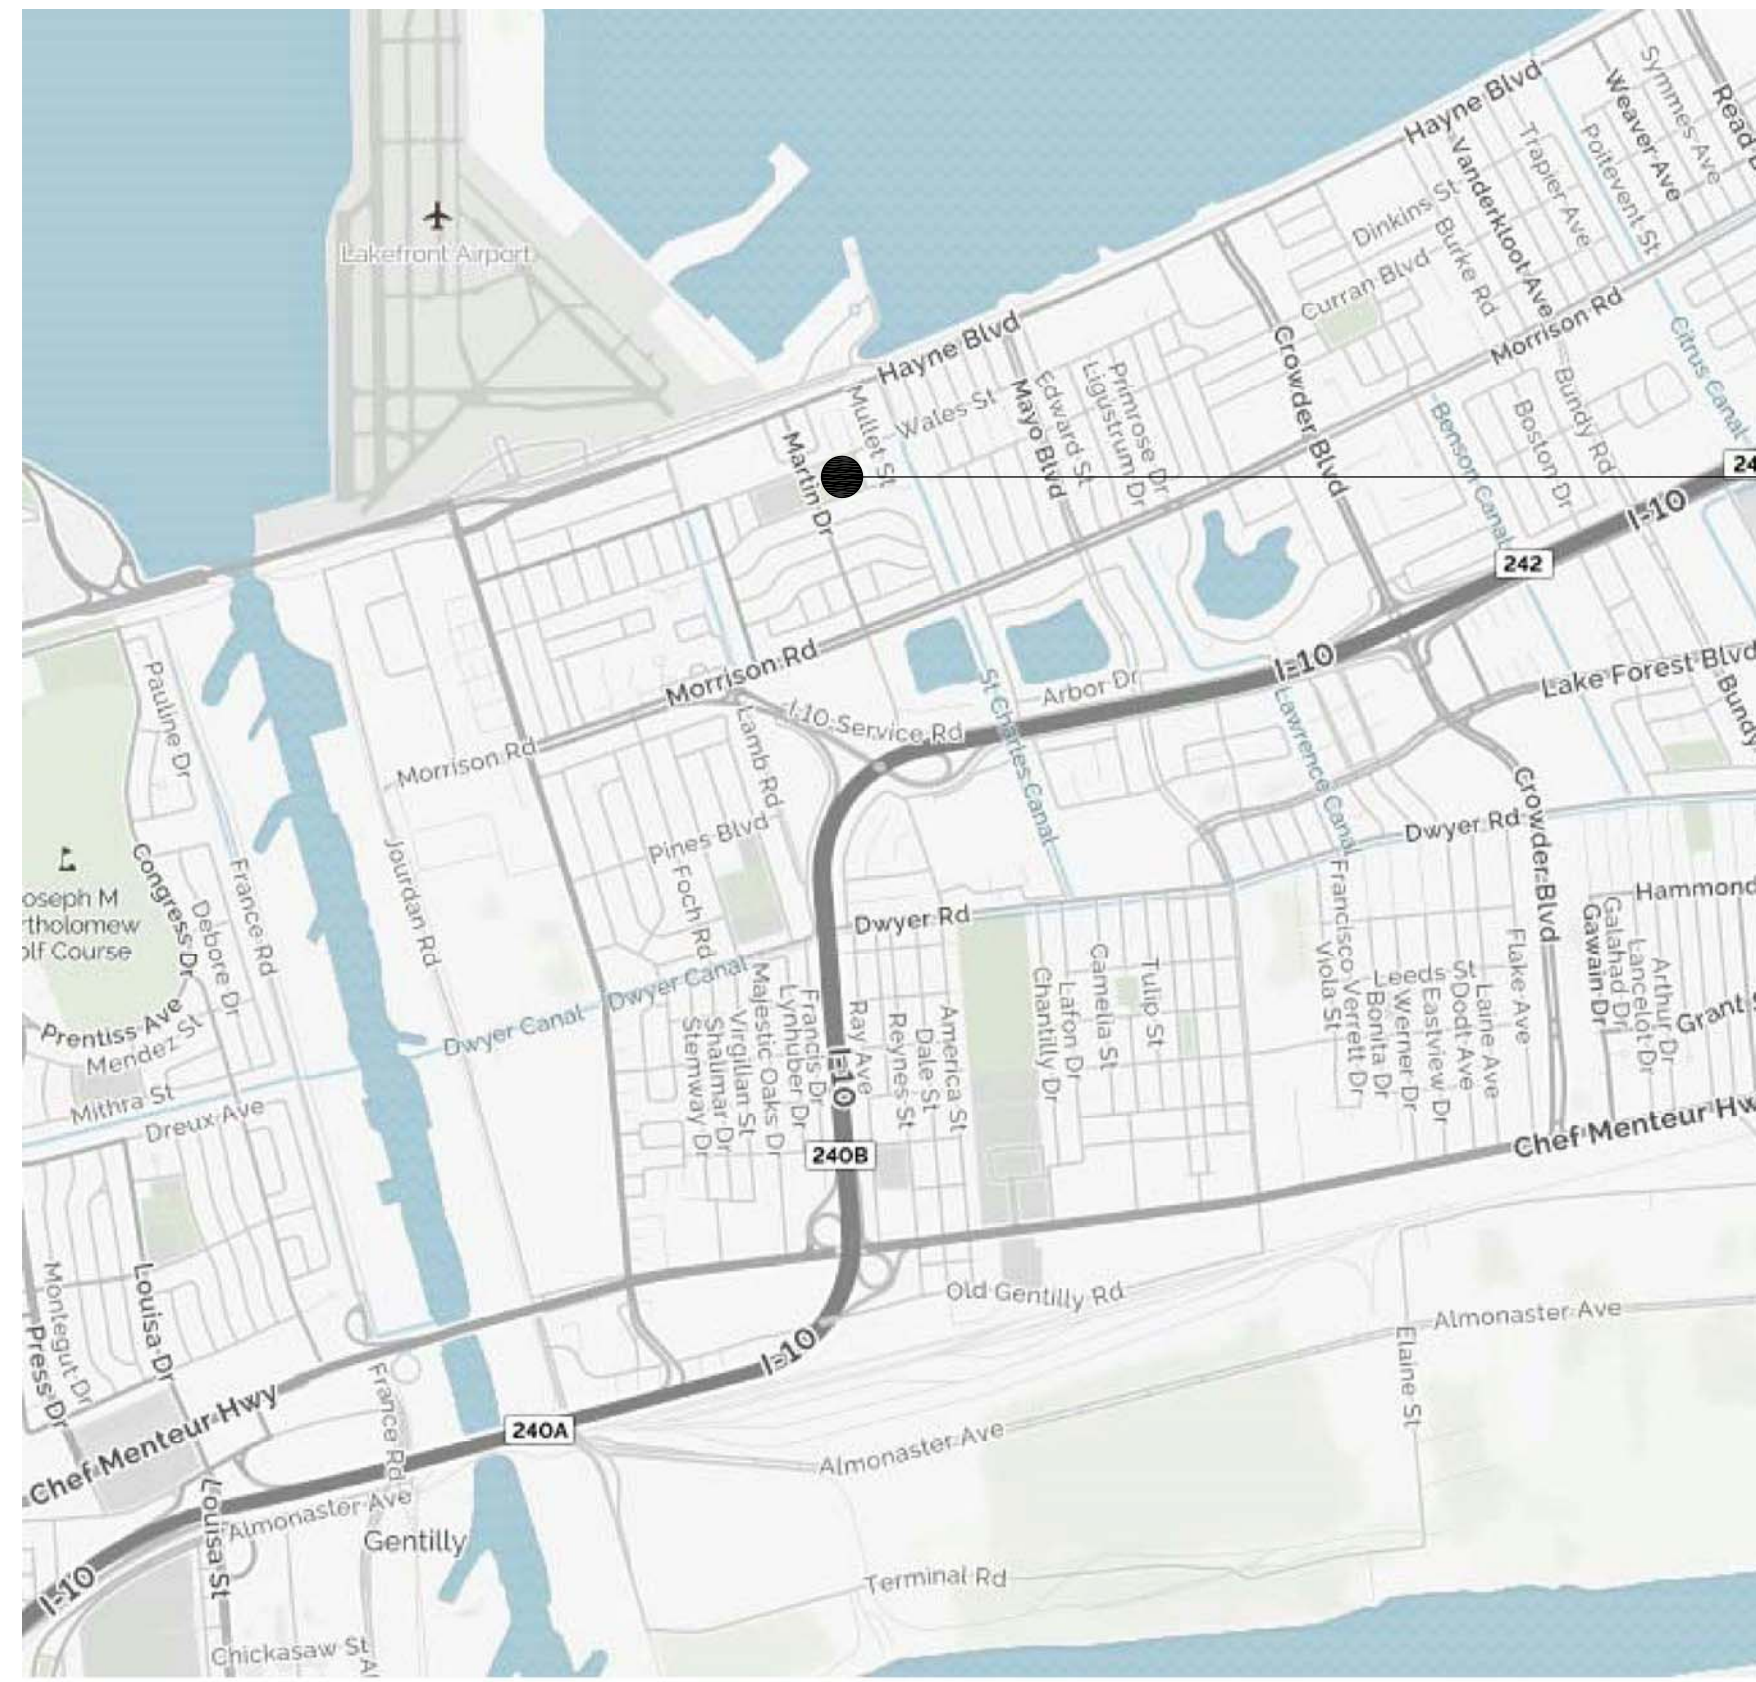 Hayne Blvd
Symmes Ave
Weaver Ave
Read
Poitevent St
Trapier Ave
Vanderkloot Ave
Dinkins St
Burke Rd
Curran Blvd
Lakefront Airport
Morrison Rd
Citrus Canal
Hayne Blvd
Crowder Blvd
Primrose Dr
Ligustrum Dr
Edward St
Mayo Blvd
Wales St
Mullet St
Martin Dr
Bundy Rd
Boston Dr
Benson Canal
24
I-10
242
Morrison Rd
St Charles Canal
Arbor Dr
I-10
Lake Forest Blvd
Bundy
Pauline Dr
I-10 Service Rd
Lawrence Canal
Lamb Rd
Morrison Rd
Crowder Blvd
Dwyer Rd
Pines Blvd
Jourdan Rd
Congress Dr
France Rd
Debore Dr
oseph M
rtholomew
olf Course
Foch Rd
Dwyer Rd
Hammond
Galahad Dr
Gawain Dr
Lancelot Dr
Arthur Dr
Grant
Francisco Verrett Dr
Viola St
Leeds St
Bonita Dr
Werner Dr
Eastview Dr
Dodt Ave
Laine Ave
Flake Ave
Camelia St
Tulip St
Lafon Dr
Chantilly Dr
Dwyer Canal
Dwyer Canal
Majestic Oaks Dr
Lynhuber Dr
Francis Dr
Virgilian St
Shalimar Dr
Stemway Dr
Ray Ave
Reynes St
Dale St
America St
I-10
Prentiss Ave
Mendez St
Mithra St
Dreux Ave
240B
Chef Menteur Hw
Old Gentilly Rd
Almonaster Ave
Elaine St
Montegut Dr
Press Dr
Louisa Dr
I-10
France Rd
Chef Menteur Hwy
240A
Almonaster Ave
Louisa St
Almonaster Ave
Gentilly
I-10
Terminal Rd
Chickasaw St